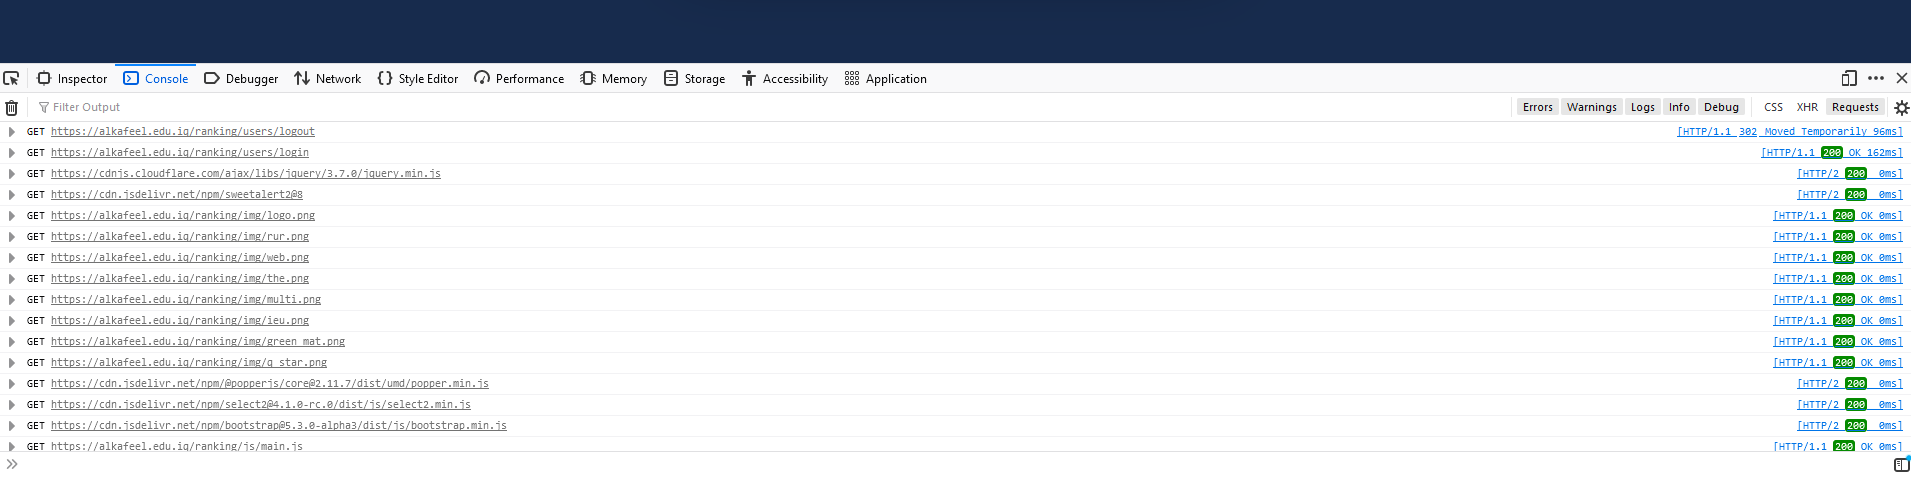 Inspector Console Debugger Network Style Editor Performance Memory Storage Accessibility Application
Filter Output Errors Warnings Logs Info Debug CSS XHR Requests
GET https://alkafeel.edu.iq/ranking/users/logout [HTTP/1.1 302 Moved Temporarily 96ms]
GET https://alkafeel.edu.iq/ranking/users/login [HTTP/1.1 200 OK 162ms]
GET https://cdnjs.cloudflare.com/ajax/libs/jquery/3.7.0/jquery.min.js [HTTP/2 200 0ms]
GET https://cdn.jsdelivr.net/npm/sweetalert2@8 [HTTP/2 200 0ms]
GET https://alkafeel.edu.iq/ranking/img/logo.png [HTTP/1.1 200 OK 0ms]
GET https://alkafeel.edu.iq/ranking/img/rur.png [HTTP/1.1 200 OK 0ms]
GET https://alkafeel.edu.iq/ranking/img/web.png [HTTP/1.1 200 OK 0ms]
GET https://alkafeel.edu.iq/ranking/img/the.png [HTTP/1.1 200 OK 0ms]
GET https://alkafeel.edu.iq/ranking/img/multi.png [HTTP/1.1 200 OK 0ms]
GET https://alkafeel.edu.iq/ranking/img/ieu.png [HTTP/1.1 200 OK 0ms]
GET https://alkafeel.edu.iq/ranking/img/green_mat.png [HTTP/1.1 200 OK 0ms]
GET https://alkafeel.edu.iq/ranking/img/q_star.png [HTTP/1.1 200 OK 0ms]
GET https://cdn.jsdelivr.net/npm/@popperjs/core@2.11.7/dist/umd/popper.min.js [HTTP/2 200 0ms]
GET https://cdn.jsdelivr.net/npm/select2@4.1.0-rc.0/dist/js/select2.min.js [HTTP/2 200 0ms]
GET https://cdn.jsdelivr.net/npm/bootstrap@5.3.0-alpha3/dist/js/bootstrap.min.js [HTTP/2 200 0ms]
GET https://alkafeel.edu.iq/ranking/js/main.js [HTTP/1.1 200 OK 0ms]